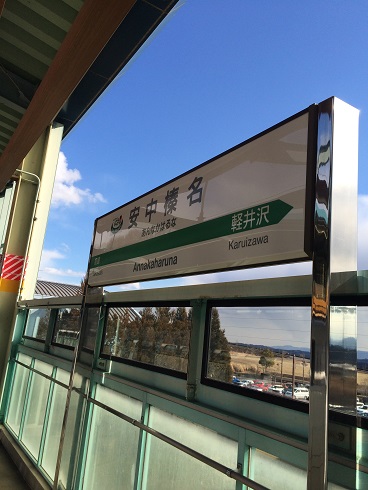 安中榛名
あんなかはるな
Annakaharuna
軽井沢
Karuizawa